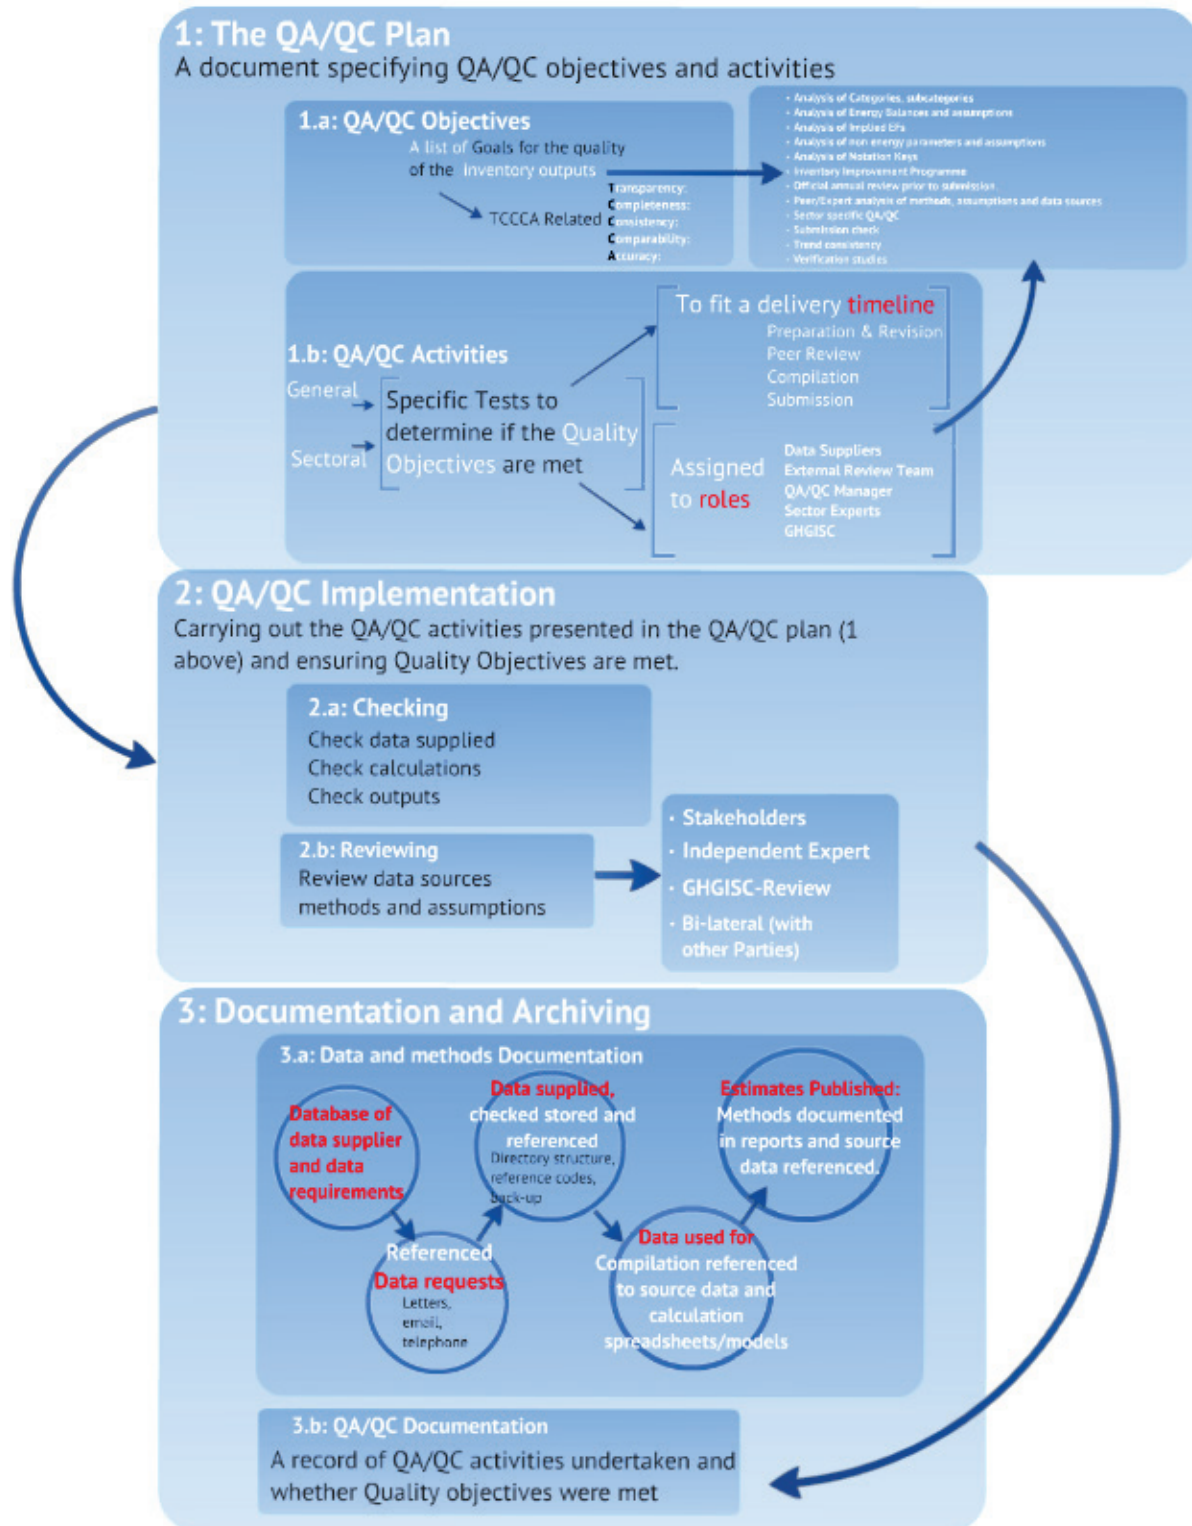 1: The QA/QC Plan
A document specifying QA/QC objectives and activities
1.a: QA/QC Objectives
A list of Goals for the quality
of the Inventory outputs
TCCCA Related
Transparency:
Completeness:
Consistency:
Comparability:
Accuracy:
- Analysis of Categories, subcategories
- Analysis of Energy Balances and assumptions
- Analysis of Implied EFs
- Analysis of non energy parameters and assumptions
- Analysis of Notation Keys
- Inventory Improvement Programme
- Official annual review prior to submission.
- Peer/Expert analysis of methods, assumptions and data sources
- Sector specific QA/QC
- Submission check
- Trend consistency
- Verification studies
1.b: QA/QC Activities
General
Sectoral
Specific Tests to
determine if the Quality
Objectives are met
To fit a delivery timeline
Preparation & Revision
Peer Review
Compilation
Submission
Assigned
to roles
Data Suppliers
External Review Team
QA/QC Manager
Sector Experts
GHGISC
2: QA/QC Implementation
Carrying out the QA/QC activities presented in the QA/QC plan (1
above) and ensuring Quality Objectives are met.
2.a: Checking
Check data supplied
Check calculations
Check outputs
2.b: Reviewing
Review data sources
methods and assumptions
· Stakeholders
· Independent Expert
· GHGISC-Review
· Bi-lateral (with
other Parties)
3: Documentation and Archiving
3.a: Data and methods Documentation
Database of
data supplier
and data
requirements
Referenced
Data requests
Letters,
email,
telephone
Data supplied,
checked stored and
referenced
Directory structure,
reference codes,
back-up
Data used for
Compilation referenced
to source data and
calculation
spreadsheets/models
Estimates Published:
Methods documented
in reports and source
data referenced.
3.b: QA/QC Documentation
A record of QA/QC activities undertaken and
whether Quality objectives were met